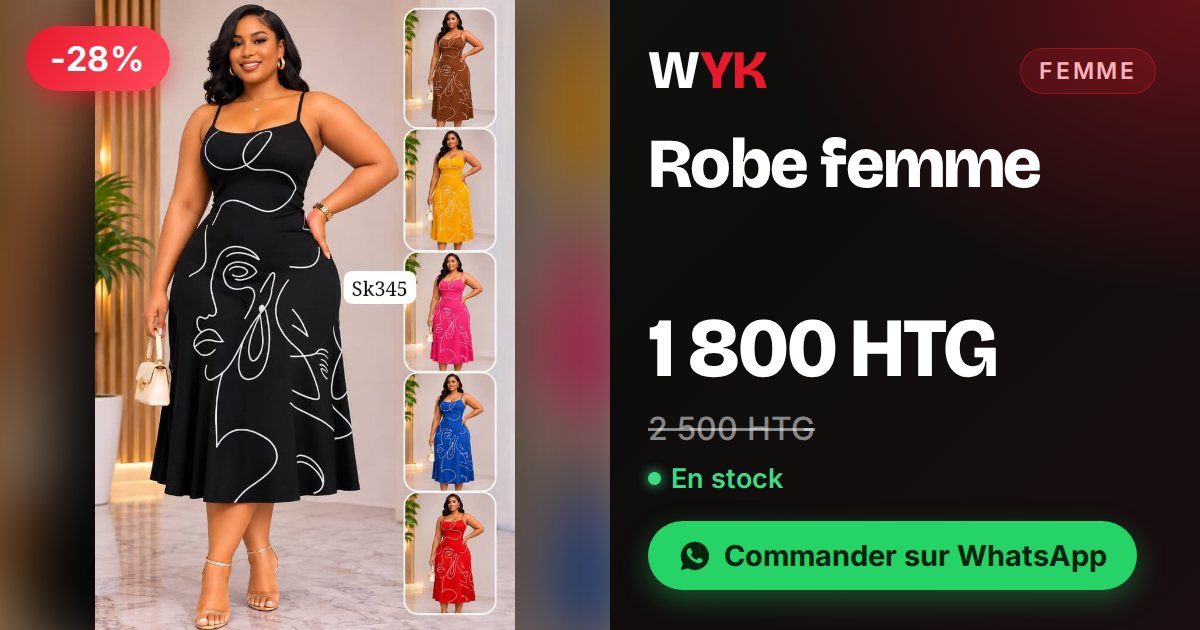 -28%
Sk345
WYK
FEMME
Robe femme
1 800 HTG
2 500 HTG
En stock
Commander sur WhatsApp